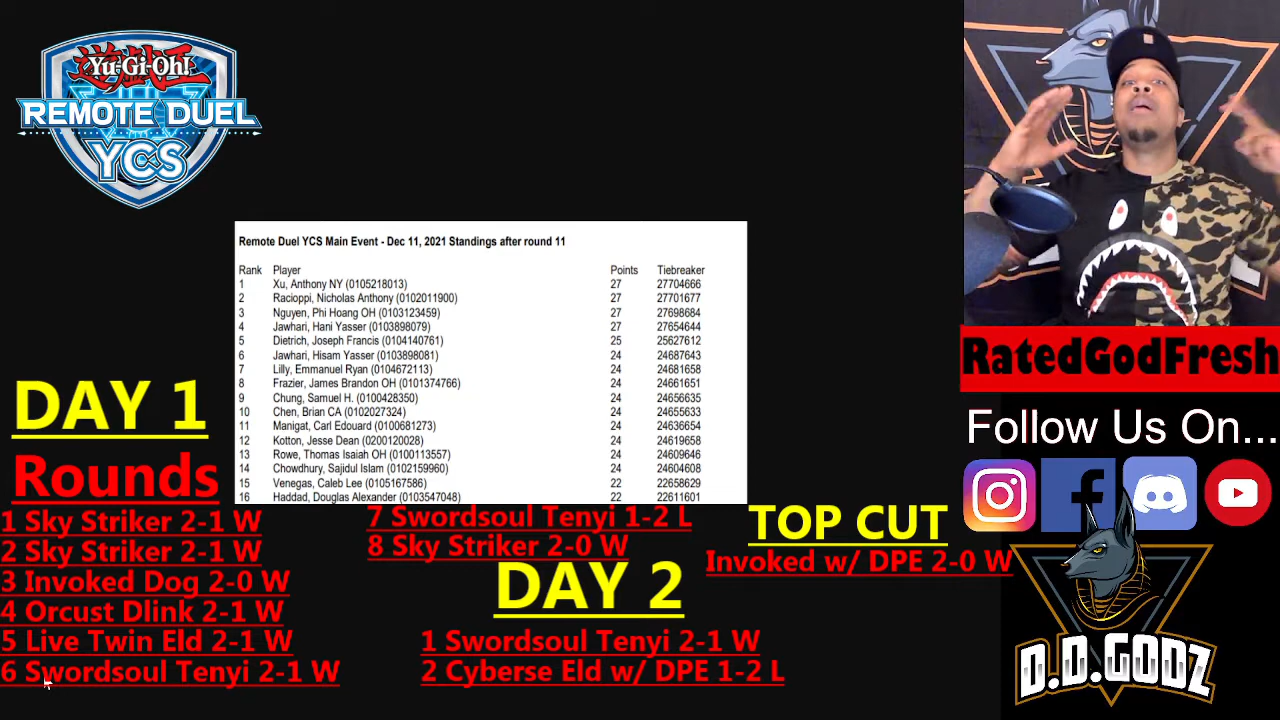 Yu-Gi-Oh!
REMOTE DUEL
YCS
Remote Duel YCS Main Event - Dec 11, 2021 Standings after round 11
Rank Player Points Tiebreaker
1 Xu, Anthony NY (0105218013) 27 27704666
2 Racioppi, Nicholas Anthony (0102011900) 27 27701677
3 Nguyen, Phi Hoang OH (0103123459) 27 27698684
4 Jawhari, Hani Yasser (0103898079) 27 27654644
5 Dietrich, Joseph Francis (0104140761) 25 25627612
6 Jawhari, Hisam Yasser (0103898081) 24 24687643
7 Lilly, Emmanuel Ryan (0104672113) 24 24681658
8 Frazier, James Brandon OH (0101374766) 24 24661651
9 Chung, Samuel H. (0100428350) 24 24656635
10 Chen, Brian CA (0102027324) 24 24655633
11 Manigat, Carl Edouard (0100681273) 24 24636654
12 Kotton, Jesse Dean (0200120028) 24 24619658
13 Rowe, Thomas Isaiah OH (0100113557) 24 24609646
14 Chowdhury, Sajidul Islam (0102159960) 24 24604608
15 Venegas, Caleb Lee (0105167586) 22 22658629
16 Haddad, Douglas Alexander (0103547048) 22 22611601
DAY 1
Rounds
1 Sky Striker 2-1 W
2 Sky Striker 2-1 W
3 Invoked Dog 2-0 W
4 Orcust Dlink 2-1 W
5 Live Twin Eld 2-1 W
6 Swordsoul Tenyi 2-1 W
7 Swordsoul Tenyi 1-2 L
8 Sky Striker 2-0 W
DAY 2
1 Swordsoul Tenyi 2-1 W
2 Cyberse Eld w/ DPE 1-2 L
TOP CUT
Invoked w/ DPE 2-0 W
RatedGodFresh
Follow Us On...
D.D.GODZ